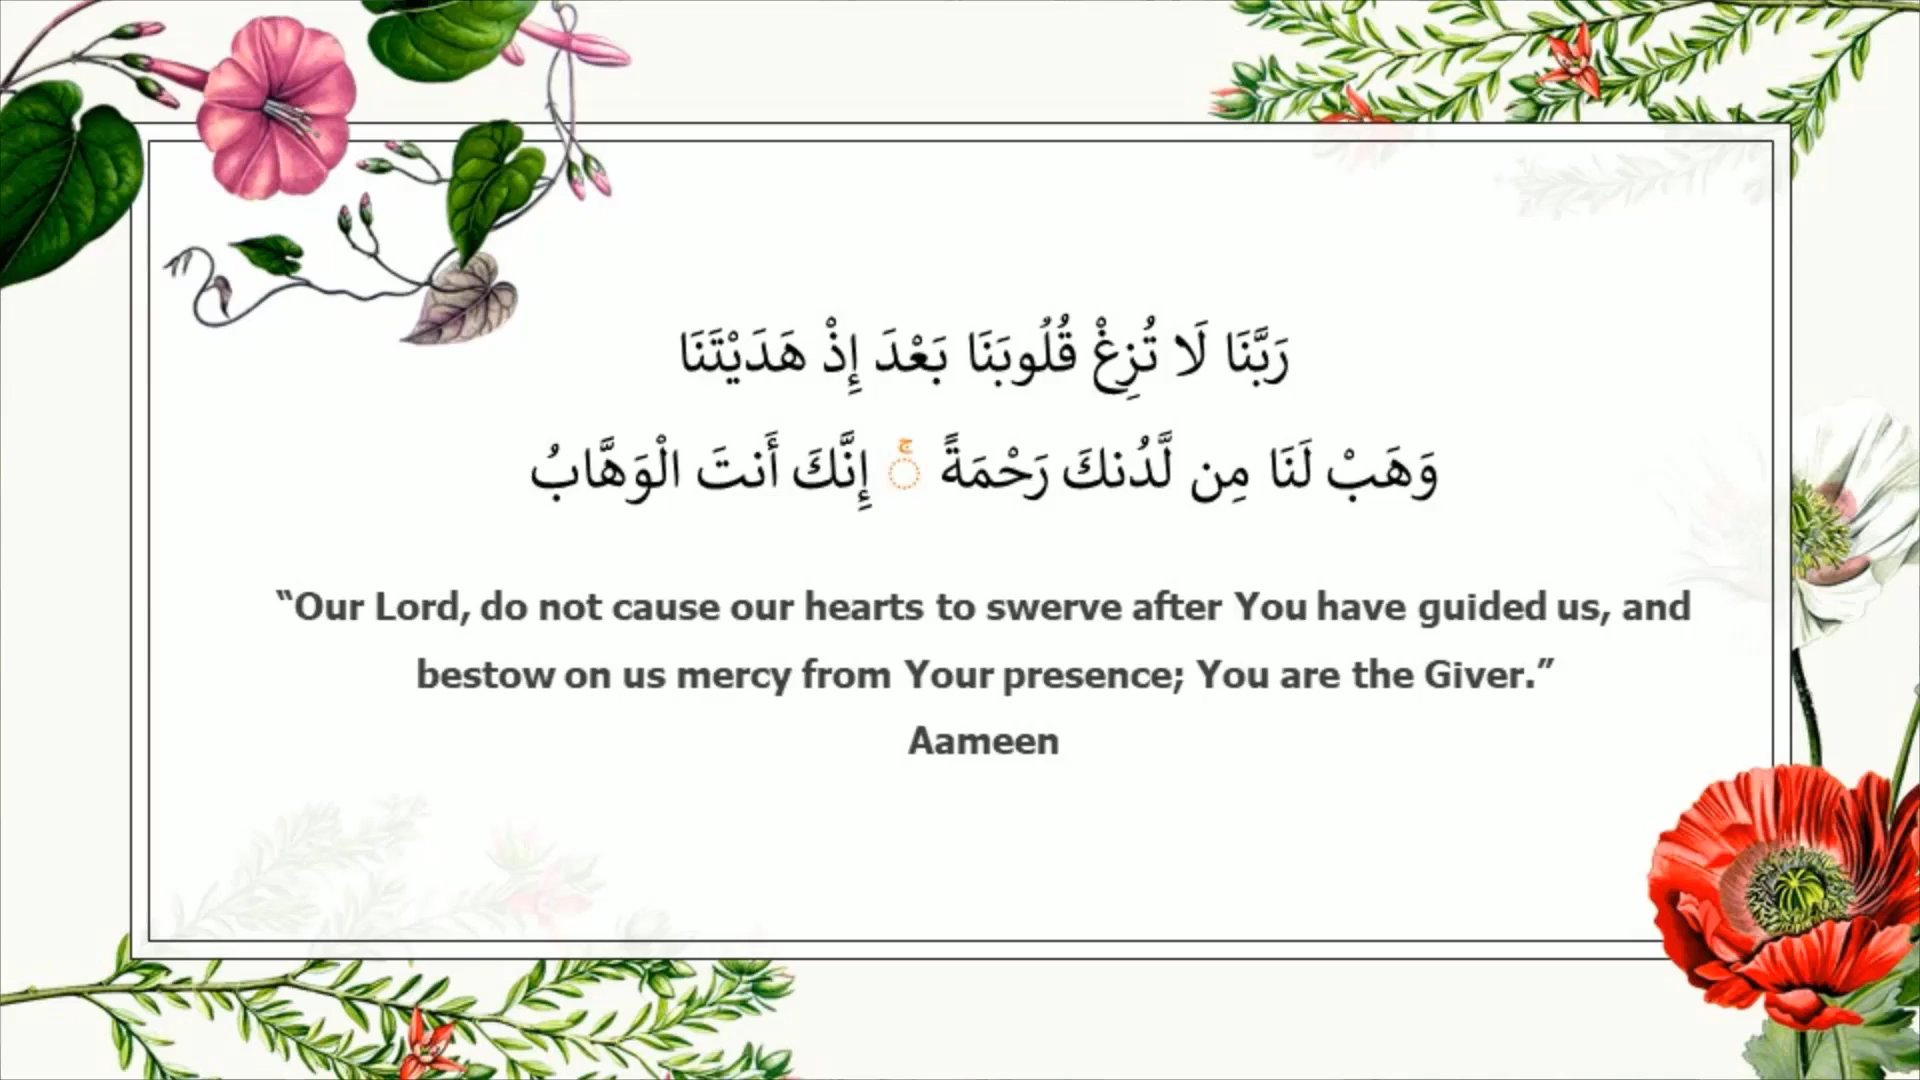 رَبَّنَا لَا تُزِغْ قُلُوبَنَا بَعْدَ إِذْ هَدَيْتَنَا
وَهَبْ لَنَا مِن لَّدُنكَ رَحْمَةً ۚ إِنَّكَ أَنتَ الْوَهَّابُ
“Our Lord, do not cause our hearts to swerve after You have guided us, and
bestow on us mercy from Your presence; You are the Giver.”
Aameen